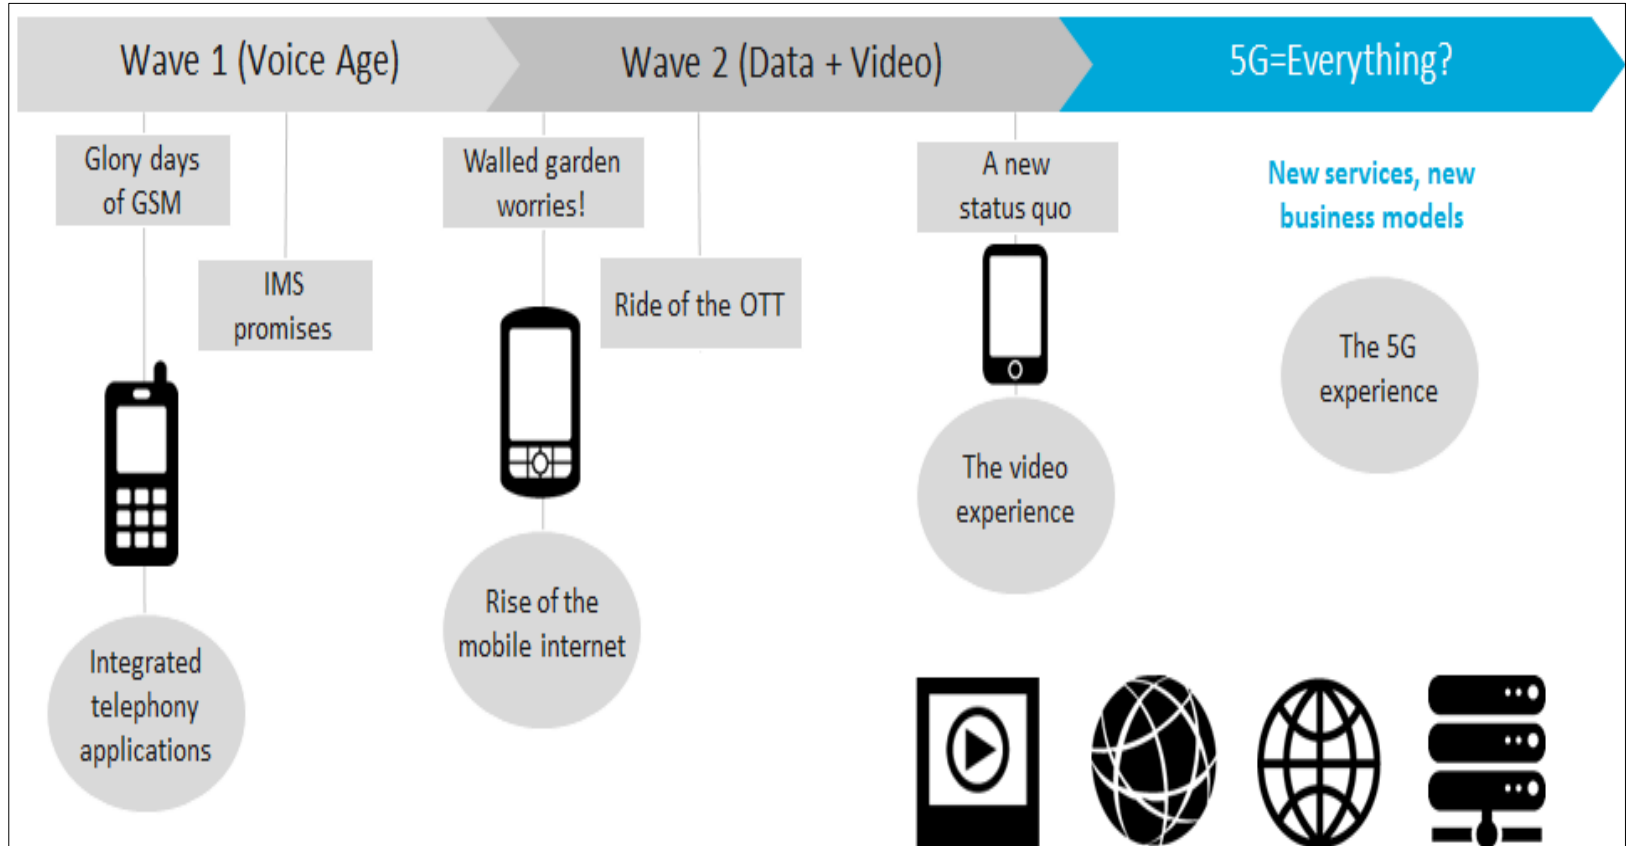 Wave 1 (Voice Age)
Wave 2 (Data + Video)
5G=Everything?
Glory days
of GSM
IMS
promises
Integrated
telephony
applications
Walled garden
worries!
Ride of the OTT
Rise of the
mobile internet
A new
status quo
The video
experience
New services, new
business models
The 5G
experience